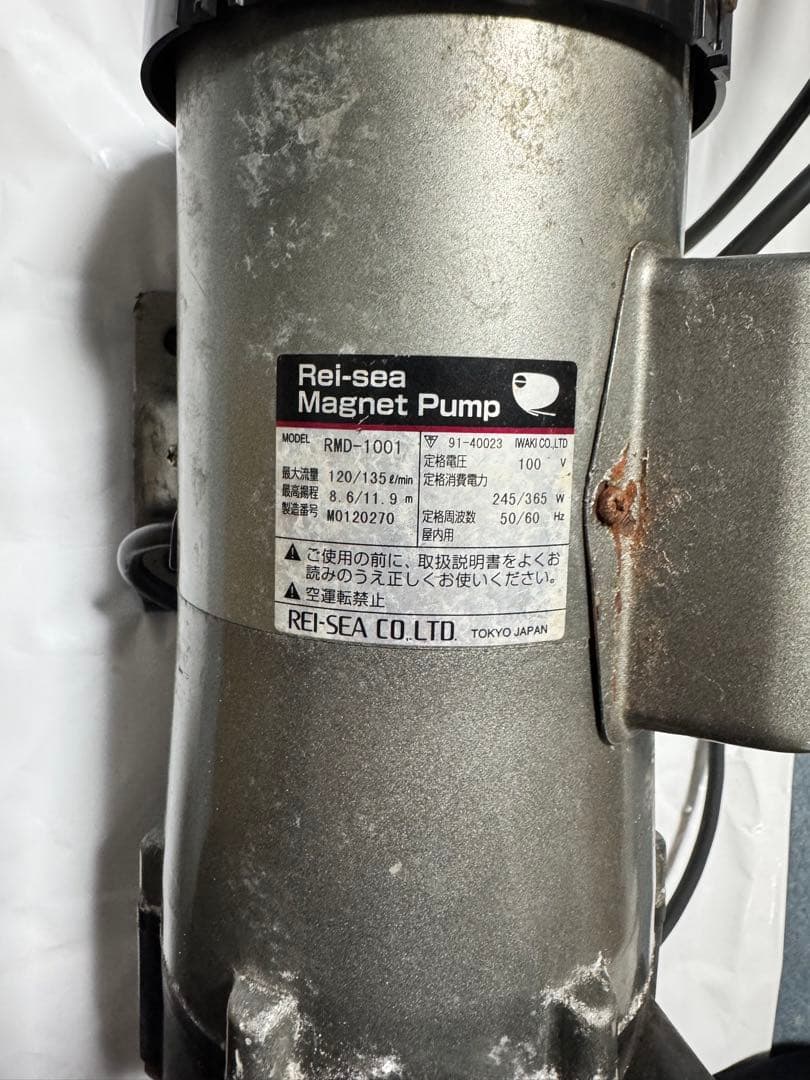 Rei-sea
Magnet Pump
MODEL RMD-1001
最大流量 120/135 ℓ/min
最高揚程 8.6/11.9 m
製造番号 M0120270
91-40023 IWAKI CO.,LTD
定格電圧 100 V
定格消費電力
245/365 W
定格周波数 50/60 Hz
屋内用
ご使用の前に、取扱説明書をよくお
読みのうえ正しくお使いください。
空運転禁止
REI-SEA CO,.LTD. TOKYO JAPAN